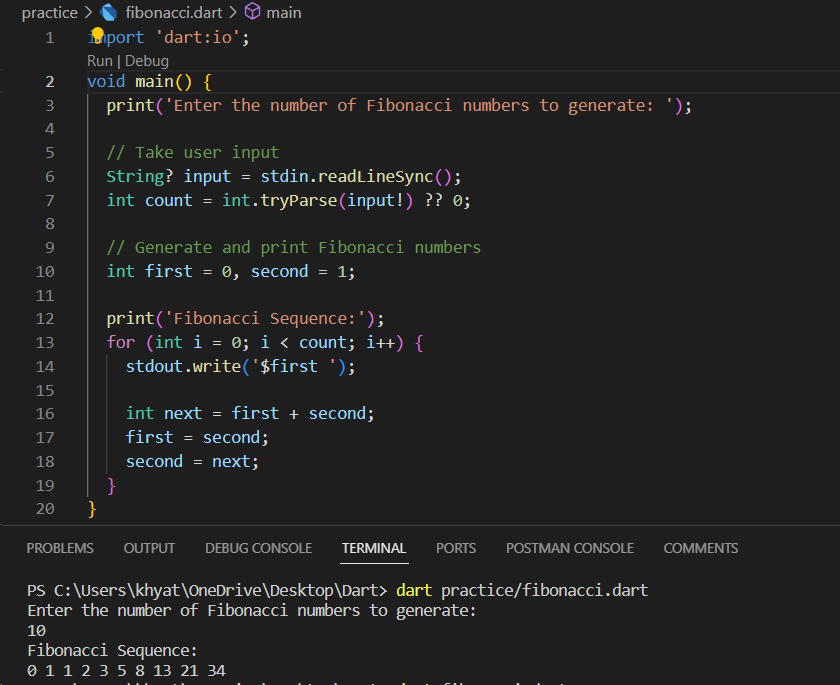 practice > fibonacci.dart > main
1 import 'dart:io';
Run | Debug
2 void main() {
3 print('Enter the number of Fibonacci numbers to generate: ');
4
5 // Take user input
6 String? input = stdin.readLineSync();
7 int count = int.tryParse(input!) ?? 0;
8
9 // Generate and print Fibonacci numbers
10 int first = 0, second = 1;
11
12 print('Fibonacci Sequence:');
13 for (int i = 0; i < count; i++) {
14 stdout.write('$first ');
15
16 int next = first + second;
17 first = second;
18 second = next;
19 }
20 }
PROBLEMS OUTPUT DEBUG CONSOLE TERMINAL PORTS POSTMAN CONSOLE COMMENTS
PS C:\Users\khyat\OneDrive\Desktop\Dart> dart practice/fibonacci.dart
Enter the number of Fibonacci numbers to generate:
10
Fibonacci Sequence:
0 1 1 2 3 5 8 13 21 34